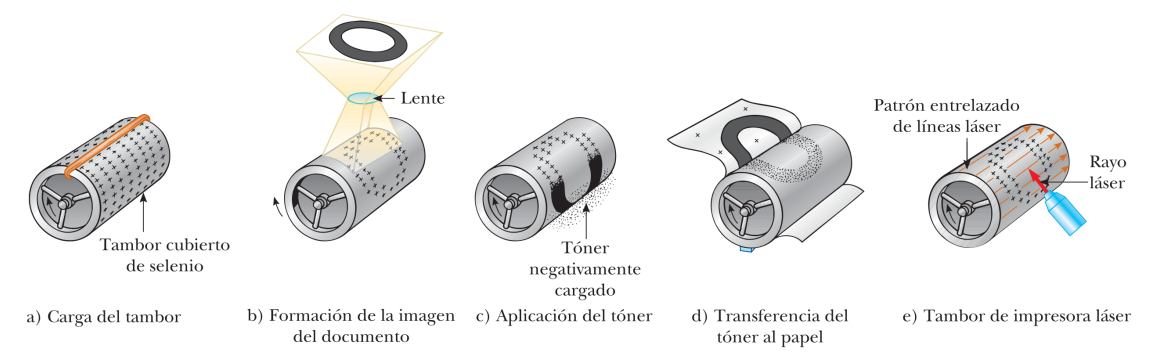 Lente
Patrón entrelazado
de líneas láser
Rayo
láser
Tambor cubierto
de selenio
Tóner
negativamente
cargado
a) Carga del tambor
b) Formación de la imagen
del documento
c) Aplicación del tóner
d) Transferencia del
tóner al papel
e) Tambor de impresora láser